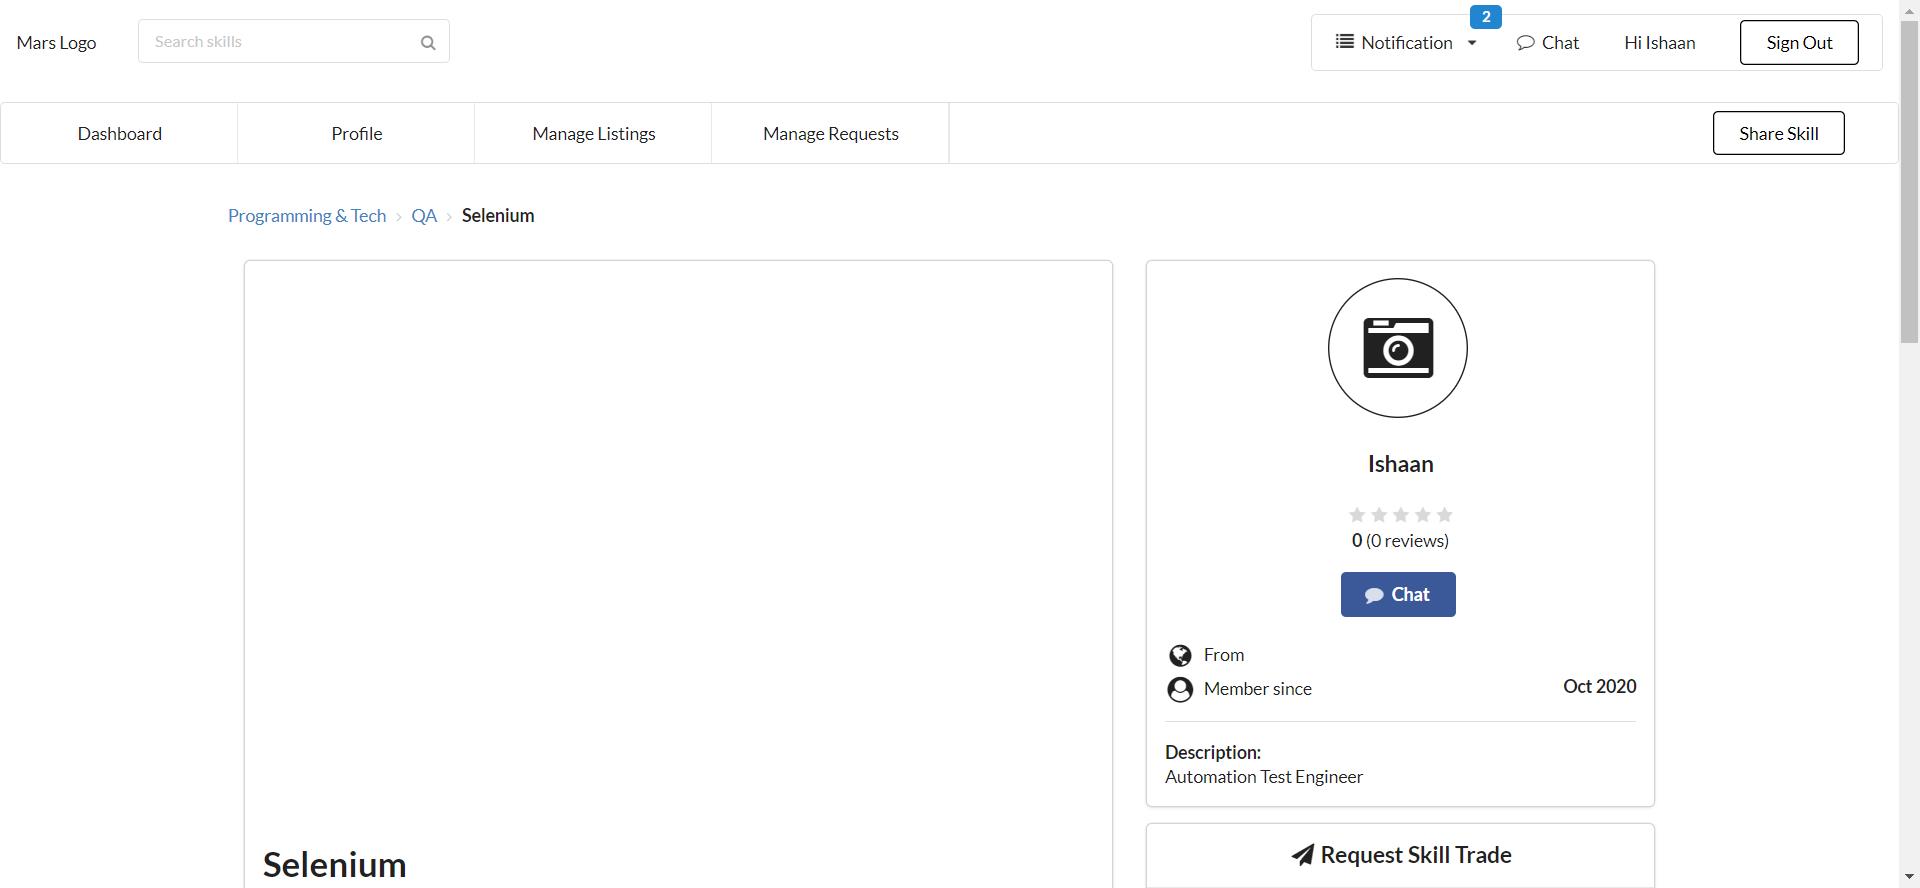 Mars Logo
Search skills
2
Notification
Chat
Hi Ishaan
Sign Out
Dashboard
Profile
Manage Listings
Manage Requests
Share Skill
Programming & Tech › QA › Selenium
Ishaan
0 (0 reviews)
Chat
From
Member since Oct 2020
Description:
Automation Test Engineer
Selenium
Request Skill Trade